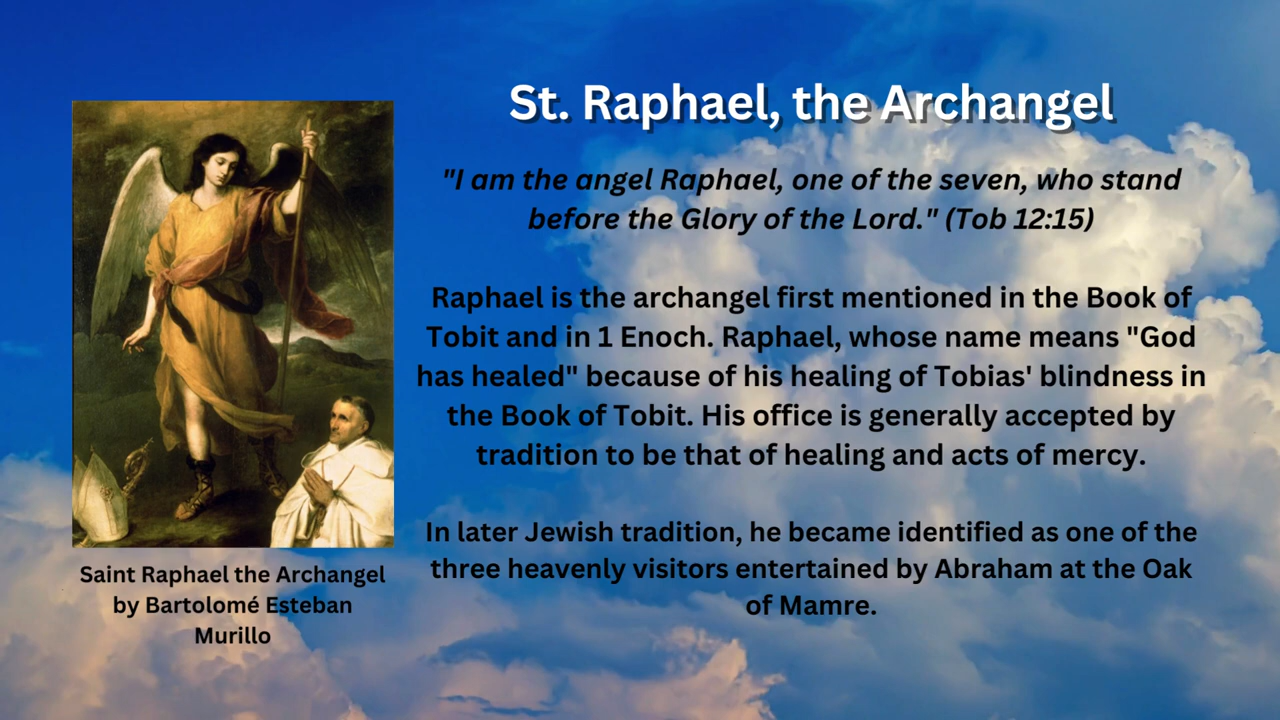 St. Raphael, the Archangel
"I am the angel Raphael, one of the seven, who stand
before the Glory of the Lord." (Tob 12:15)
Raphael is the archangel first mentioned in the Book of
Tobit and in 1 Enoch. Raphael, whose name means "God
has healed" because of his healing of Tobias' blindness in
the Book of Tobit. His office is generally accepted by
tradition to be that of healing and acts of mercy.
In later Jewish tradition, he became identified as one of the
three heavenly visitors entertained by Abraham at the Oak
of Mamre.
Saint Raphael the Archangel
by Bartolomé Esteban
Murillo